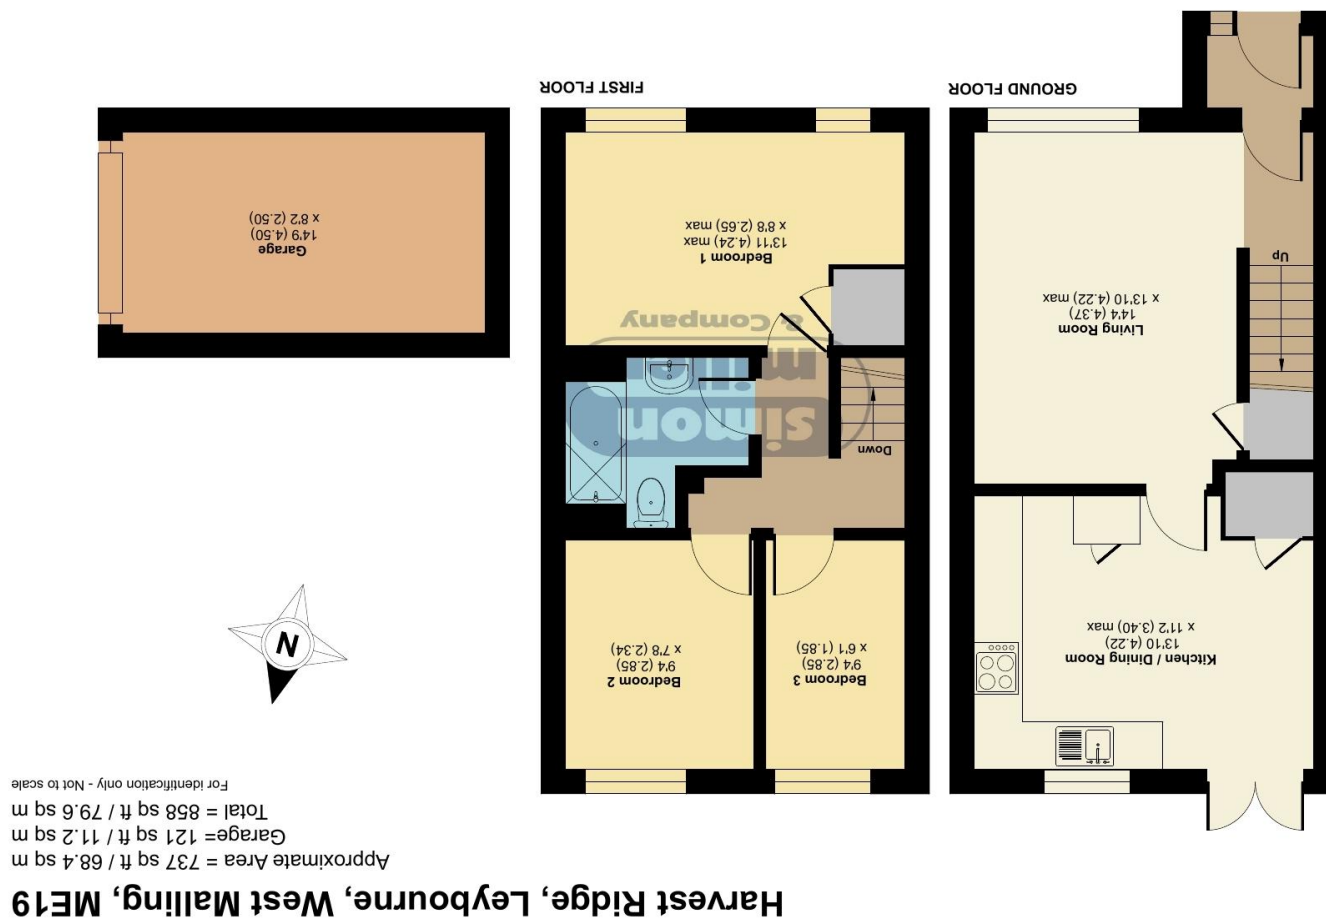 Harvest Ridge, Leybourne, West Malling, ME19
Approximate Area = 737 sq ft / 68.4 sq m
Garage= 121 sq ft / 11.2 sq m
Total = 858 sq ft / 79.6 sq m
For identification only - Not to scale
N
Kitchen / Dining Room
13'10 (4.22)
x 11'2 (3.40) max
Living Room
14'4 (4.37)
x 13'10 (4.22) max
Up
GROUND FLOOR
Bedroom 3
9'4 (2.85)
x 6'1 (1.85)
Bedroom 2
9'4 (2.85)
x 7'8 (2.34)
Down
Bedroom 1
13'11 (4.24) max
x 8'8 (2.65) max
FIRST FLOOR
Garage
14'9 (4.50)
x 8'2 (2.50)
simon
miller
& Company